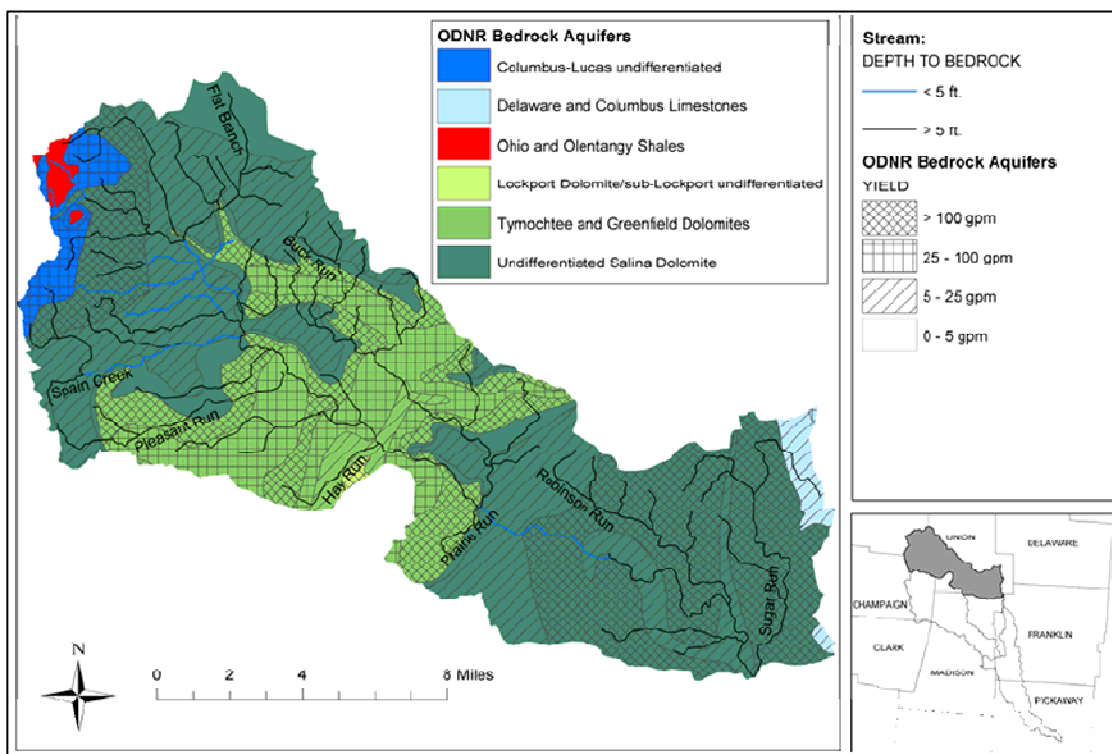 ODNR Bedrock Aquifers
Columbus-Lucas undifferentiated
Delaware and Columbus Limestones
Ohio and Olentangy Shales
Lockport Dolomite/sub-Lockport undifferentiated
Tymochtee and Greenfield Dolomites
Undifferentiated Salina Dolomite
Stream:
DEPTH TO BEDROCK
< 5 ft.
> 5 ft.
ODNR Bedrock Aquifers
YIELD
> 100 gpm
25 - 100 gpm
5 - 25 gpm
0 - 5 gpm
Flat Branch
Buck Run
Spain Creek
Pleasant Run
Hay Run
Prairie Run
Robinson Run
Sugar Run
N
0 2 4 8 Miles
UNION
DELAWARE
CHAMPAIGN
CLARK
FRANKLIN
MADISON
PICKAWAY